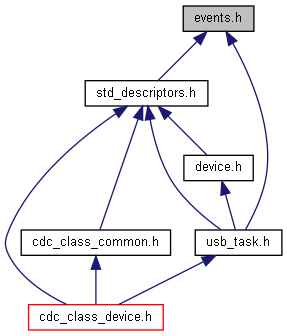 events.h
std_descriptors.h
device.h
cdc_class_common.h
usb_task.h
cdc_class_device.h